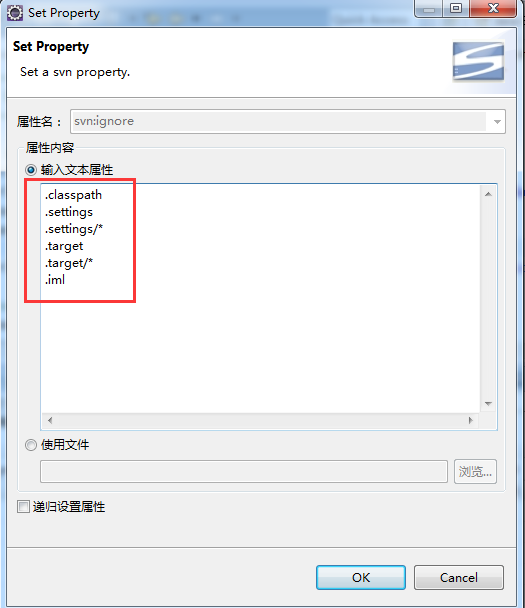 Set Property
Set Property
Set a svn property.
属性名：
svn:ignore
属性内容
输入文本属性
.classpath
.settings
.settings/*
.target
.target/*
.iml
使用文件
浏览...
递归设置属性
OK
Cancel